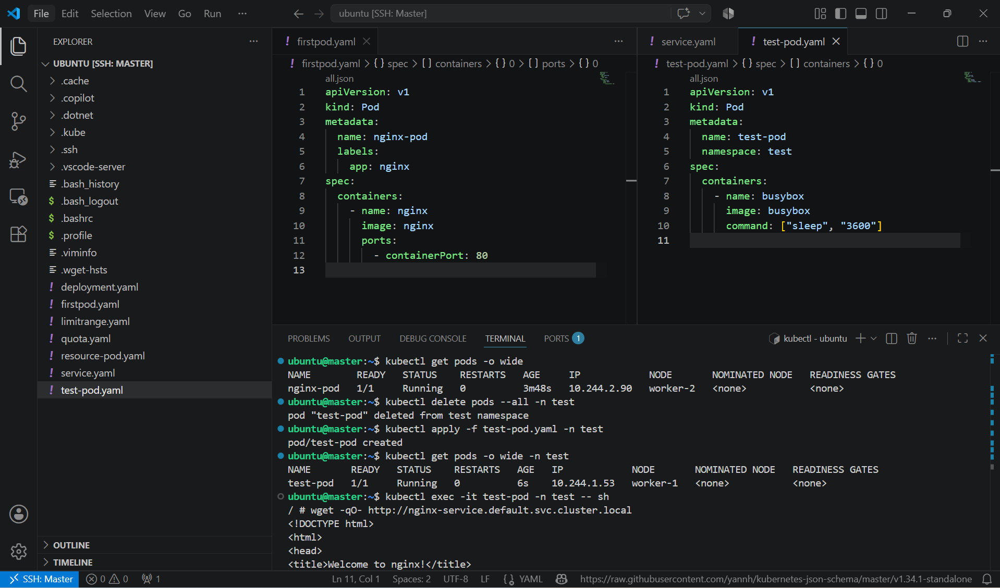 File Edit Selection View Go Run ··· ubuntu [SSH: Master]
EXPLORER ···
UBUNTU [SSH: MASTER]
.cache
.copilot
.dotnet
.kube
.ssh
.vscode-server
.bash_history
$ .bash_logout
$ .bashrc
$ .profile
.viminfo
.wget-hsts
! deployment.yaml
! firstpod.yaml
! limitrange.yaml
! quota.yaml
! resource-pod.yaml
! service.yaml
! test-pod.yaml
OUTLINE
TIMELINE
! firstpod.yaml ···
! firstpod.yaml > {} spec > [] containers > {} 0 > [] ports > {} 0
all.json
1 apiVersion: v1
2 kind: Pod
3 metadata:
4   name: nginx-pod
5   labels:
6     app: nginx
7 spec:
8   containers:
9     - name: nginx
10       image: nginx
11       ports:
12         - containerPort: 80
13
! service.yaml ! test-pod.yaml ···
! test-pod.yaml > {} spec > [] containers > {} 0
all.json
1 apiVersion: v1
2 kind: Pod
3 metadata:
4   name: test-pod
5   namespace: test
6 spec:
7   containers:
8     - name: busybox
9       image: busybox
10       command: ["sleep", "3600"]
11
PROBLEMS OUTPUT DEBUG CONSOLE TERMINAL PORTS 1 kubectl - ubuntu ···
ubuntu@master:~$ kubectl get pods -o wide
NAME READY STATUS RESTARTS AGE IP NODE NOMINATED NODE READINESS GATES
nginx-pod 1/1 Running 0 3m48s 10.244.2.90 worker-2 <none> <none>
ubuntu@master:~$ kubectl delete pods --all -n test
pod "test-pod" deleted from test namespace
ubuntu@master:~$ kubectl apply -f test-pod.yaml -n test
pod/test-pod created
ubuntu@master:~$ kubectl get pods -o wide -n test
NAME READY STATUS RESTARTS AGE IP NODE NOMINATED NODE READINESS GATES
test-pod 1/1 Running 0 6s 10.244.1.53 worker-1 <none> <none>
ubuntu@master:~$ kubectl exec -it test-pod -n test -- sh
/ # wget -qO- http://nginx-service.default.svc.cluster.local
<!DOCTYPE html>
<html>
<head>
<title>Welcome to nginx!</title>
SSH: Master 0 0 1 Ln 11, Col 1 Spaces: 2 UTF-8 LF {} YAML https://raw.githubusercontent.com/yannh/kubernetes-json-schema/master/v1.34.1-standalone